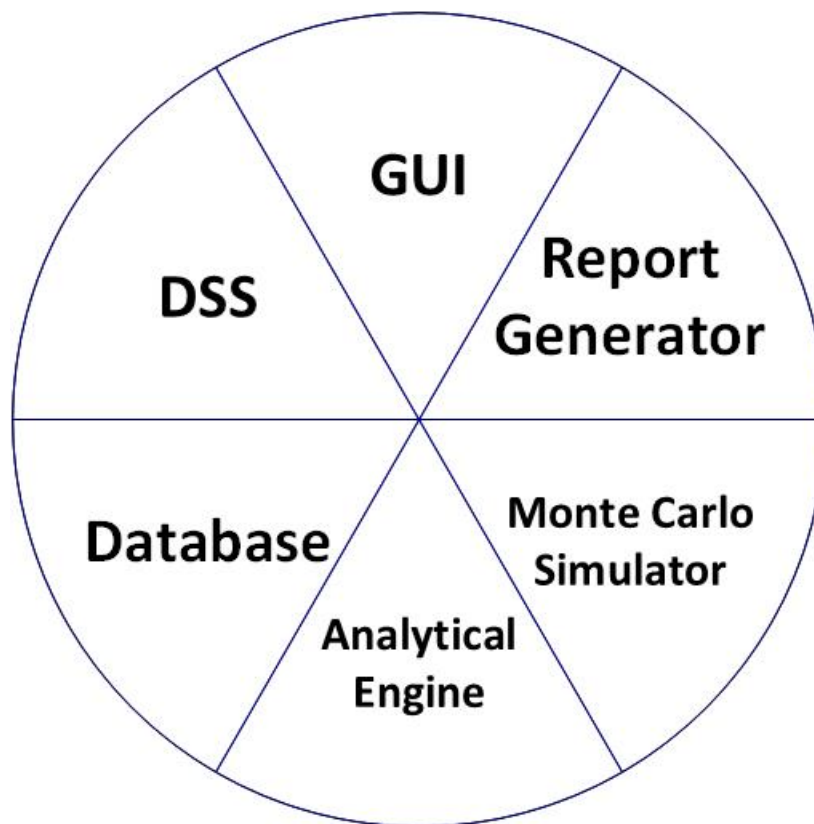 GUI
DSS
Report
Generator
Database
Monte Carlo
Simulator
Analytical
Engine